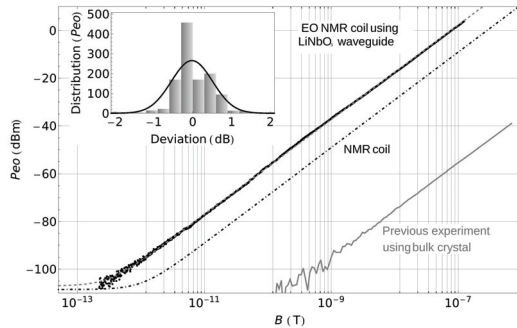 EO NMR coil using
LiNbO₃ waveguide
NMR coil
Previous experiment
using bulk crystal
Distribution (Peo)
500
400
300
200
100
0
−2 −1 0 1 2
Deviation (dB)
Peo (dBm)
0
−20
−40
−60
−80
−100
10⁻¹³ 10⁻¹¹ 10⁻⁹ 10⁻⁷
B (T)